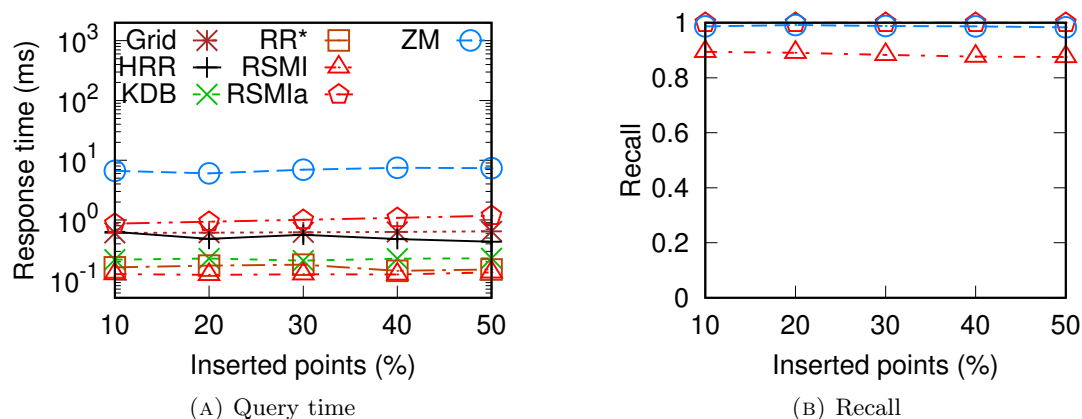 Response time (ms)
10³
10²
10¹
10⁰
10⁻¹
Grid
HRR
KDB
RR*
RSMI
RSMIa
ZM
10 20 30 40 50
Inserted points (%)
(A) Query time
Recall
1
0.8
0.6
0.4
0.2
0
10 20 30 40 50
Inserted points (%)
(B) Recall